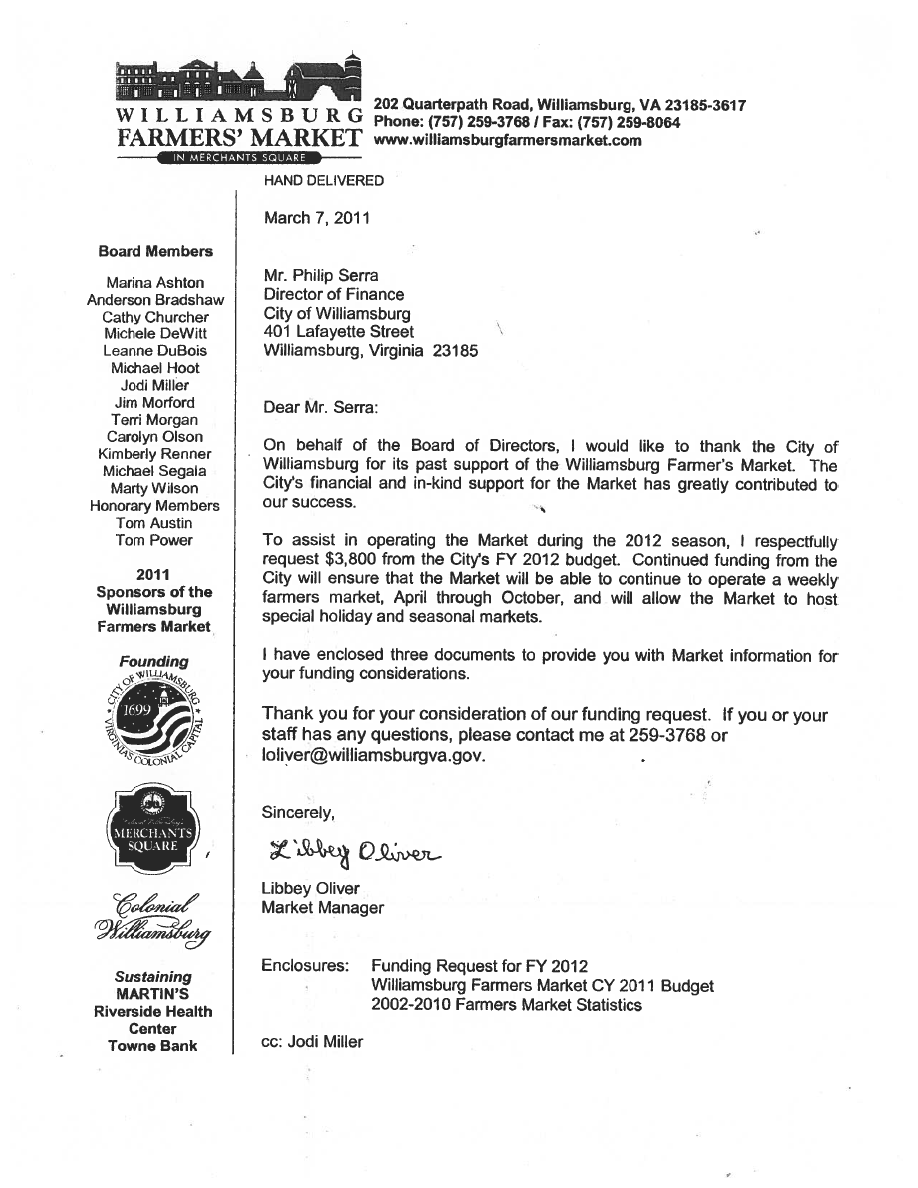 WILLIAMSBURG
FARMERS' MARKET
IN MERCHANTS SQUARE
202 Quarterpath Road, Williamsburg, VA 23185-3617
Phone: (757) 259-3768 / Fax: (757) 259-8064
www.williamsburgfarmersmarket.com
HAND DELIVERED
March 7, 2011
Board Members
Marina Ashton
Anderson Bradshaw
Cathy Churcher
Michele DeWitt
Leanne DuBois
Michael Hoot
Jodi Miller
Jim Morford
Terri Morgan
Carolyn Olson
Kimberly Renner
Michael Segala
Marty Wilson
Honorary Members
Tom Austin
Tom Power
2011
Sponsors of the
Williamsburg
Farmers Market
Founding
CITY OF WILLIAMSBURG
1699
VIRGINIA'S COLONIAL CAPITAL
MERCHANTS
SQUARE
Colonial
Williamsburg
Sustaining
MARTIN'S
Riverside Health
Center
Towne Bank
Mr. Philip Serra
Director of Finance
City of Williamsburg
401 Lafayette Street
Williamsburg, Virginia 23185
Dear Mr. Serra:
On behalf of the Board of Directors, I would like to thank the City of
Williamsburg for its past support of the Williamsburg Farmer's Market. The
City's financial and in-kind support for the Market has greatly contributed to
our success.
To assist in operating the Market during the 2012 season, I respectfully
request $3,800 from the City's FY 2012 budget. Continued funding from the
City will ensure that the Market will be able to continue to operate a weekly
farmers market, April through October, and will allow the Market to host
special holiday and seasonal markets.
I have enclosed three documents to provide you with Market information for
your funding considerations.
Thank you for your consideration of our funding request. If you or your
staff has any questions, please contact me at 259-3768 or
loliver@williamsburgva.gov.
Sincerely,
Libbey Oliver
Libbey Oliver
Market Manager
Enclosures: Funding Request for FY 2012
Williamsburg Farmers Market CY 2011 Budget
2002-2010 Farmers Market Statistics
cc: Jodi Miller